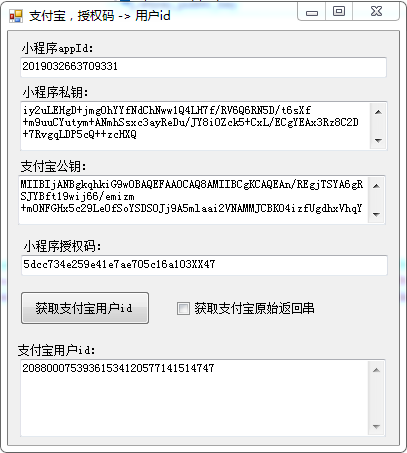 支付宝，授权码 -> 用户id
小程序appId:
2019032663709331
小程序私钥:
iy2uLEHgD+jmgOhYYfNdChNww1Q4LH7f/RV6Q6RN5D/t6sXf
+m9uuCYutym+ANmhSsxc3ayReDu/JY8iOZck5+CxL/ECgYEAx3Rz8C2D
+7RvgqLDP5cQ++zcHXQ
支付宝公钥:
MIIBIjANBgkqhkiG9w0BAQEFAAOCAQ8AMIIBCgKCAQEAn/REgjTSYA6gR
SJYBft19wij66/emizm
+mONFGHx5c29LeOfSoYSDSOJj9A5mlaai2VNAMMJCBKO4izfUgdhxVhqY
小程序授权码:
5dcc734e259e41e7ae705c16a103XX47
获取支付宝用户id
获取支付宝原始返回串
支付宝用户id:
20880007539361534120577141514747